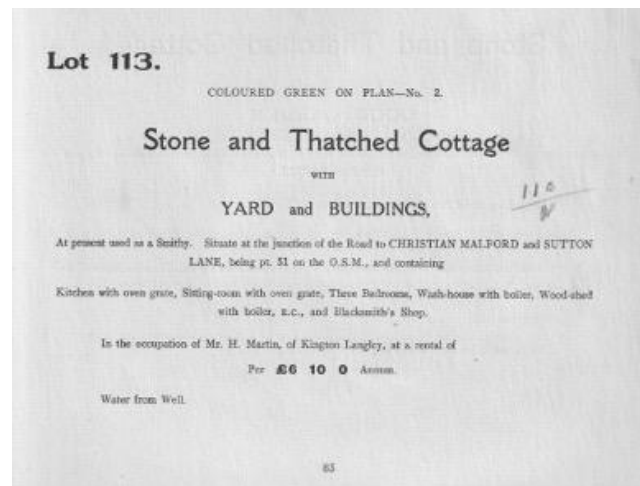 Lot 113.
COLOURED GREEN ON PLAN—No. 2.
Stone and Thatched Cottage
WITH
YARD and BUILDINGS,
At present used as a Smithy. Situate at the junction of the Road to CHRISTIAN MALFORD and SUTTON
LANE, being pt. 51 on the O.S.M., and containing
Kitchen with oven grate, Sitting-room with oven grate, Three Bedrooms, Wash-house with boiler, Wood-shed
with boiler, E.C., and Blacksmith's Shop.
In the occupation of Mr. H. Martin, of Kington Langley, at a rental of
Per £6 10 0 Annum.
Water from Well.